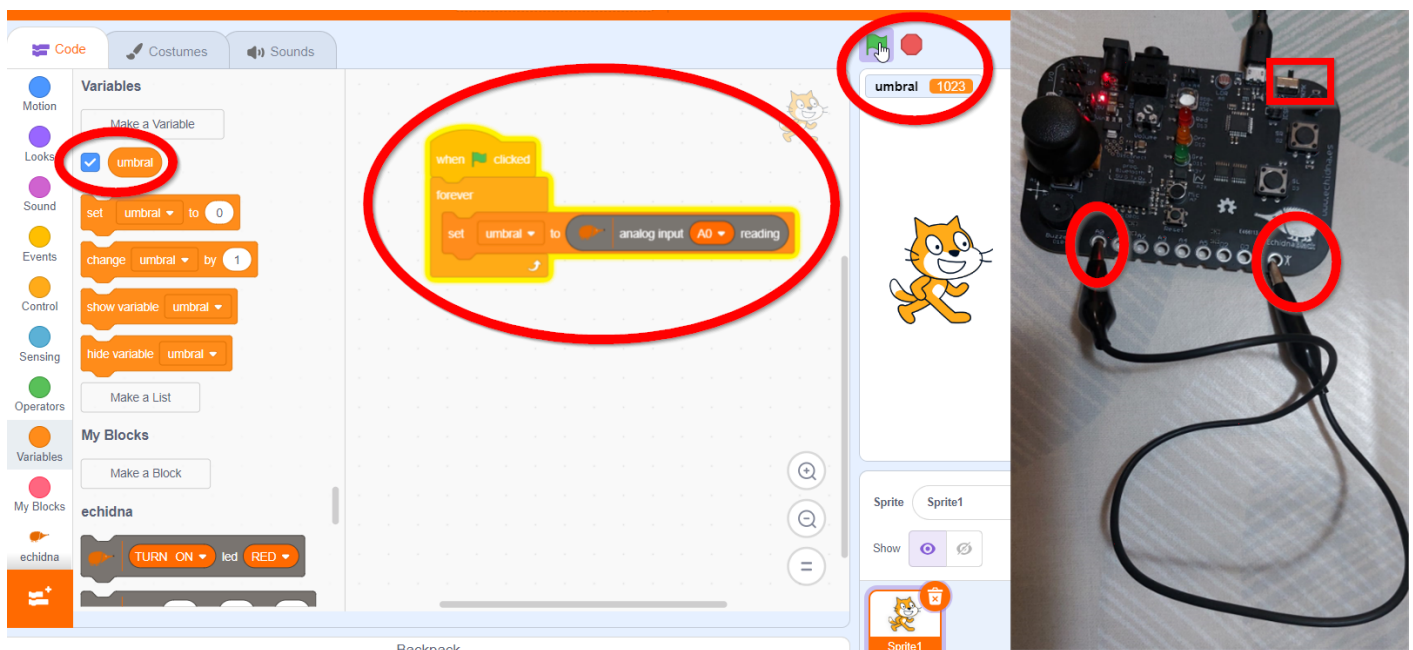 Code
Costumes
Sounds
Motion
Looks
Sound
Events
Control
Sensing
Operators
Variables
My Blocks
echidna
Variables
Make a Variable
umbral
set umbral to 0
change umbral by 1
show variable umbral
hide variable umbral
Make a List
My Blocks
Make a Block
echidna
TURN ON led RED
when clicked
forever
set umbral to analog input A0 reading
umbral 1023
Sprite Sprite1
Show
Sprite1
Backpack